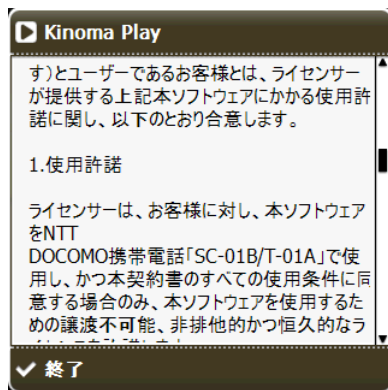 Kinoma Play
す)とユーザーであるお客様とは、ライセンサー
が提供する上記本ソフトウェアにかかる使用許
諾に関し、以下のとおり合意します。
1.使用許諾
ライセンサーは、お客様に対し、本ソフトウェア
をNTT
DOCOMO携帯電話「SC-01B/T-01A」で使
用し、かつ本契約書のすべての使用条件に同
意する場合のみ、本ソフトウェアを使用するた
めの譲渡不可能、非排他的かつ恒久的なラ
終了